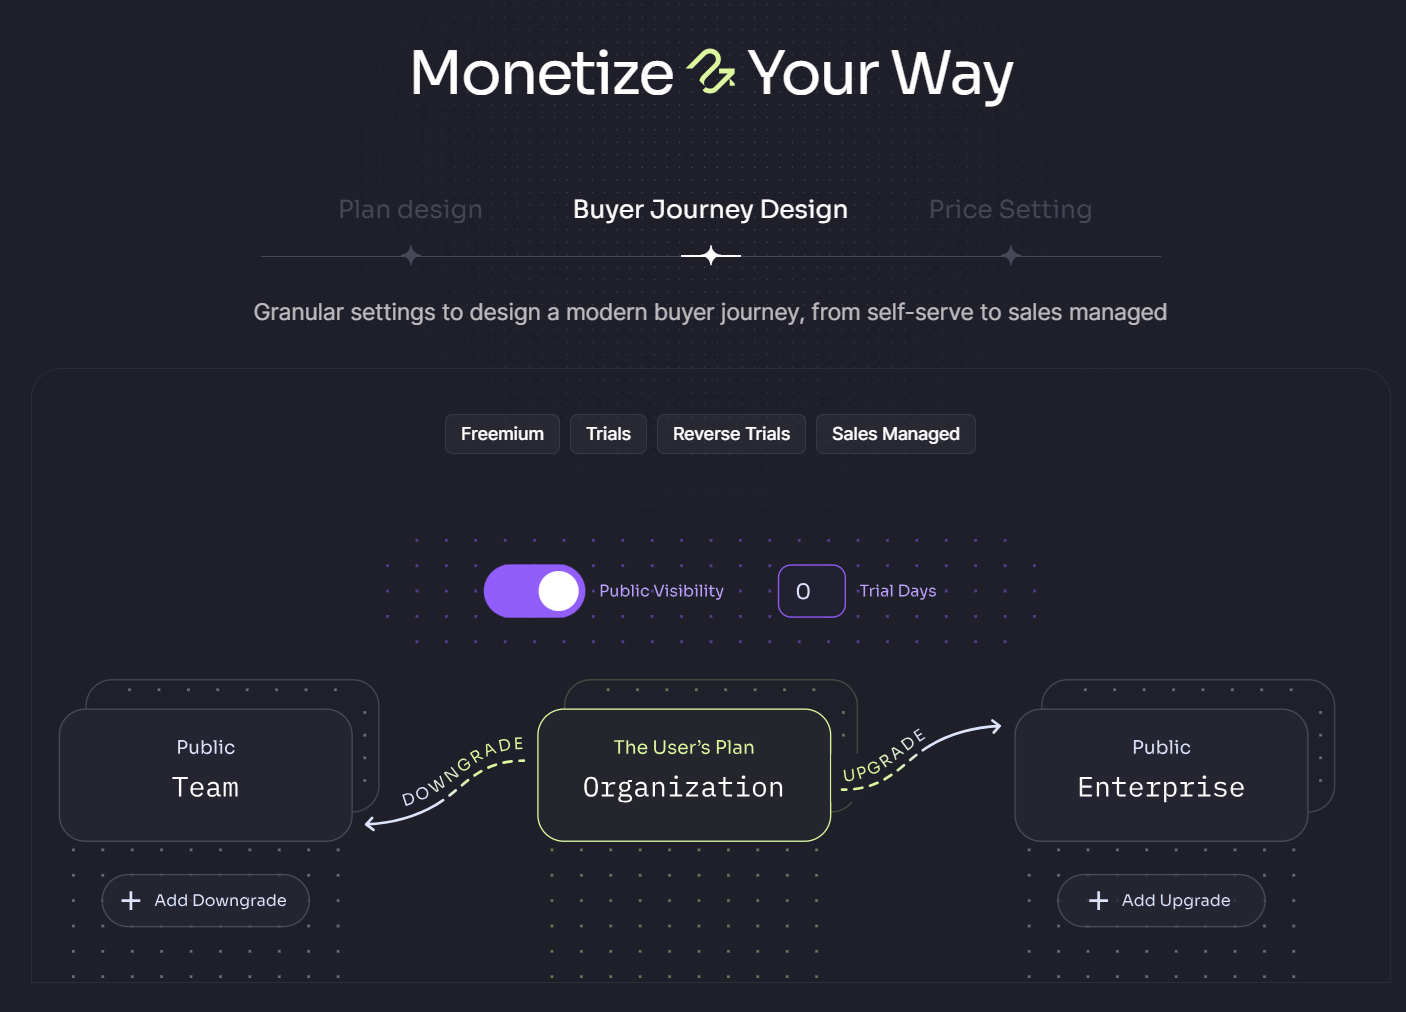 Monetize Your Way
Plan design
Buyer Journey Design
Price Setting
Granular settings to design a modern buyer journey, from self-serve to sales managed
Freemium
Trials
Reverse Trials
Sales Managed
Public Visibility
0
Trial Days
Public
Team
DOWNGRADE
The User’s Plan
Organization
UPGRADE
Public
Enterprise
Add Downgrade
Add Upgrade